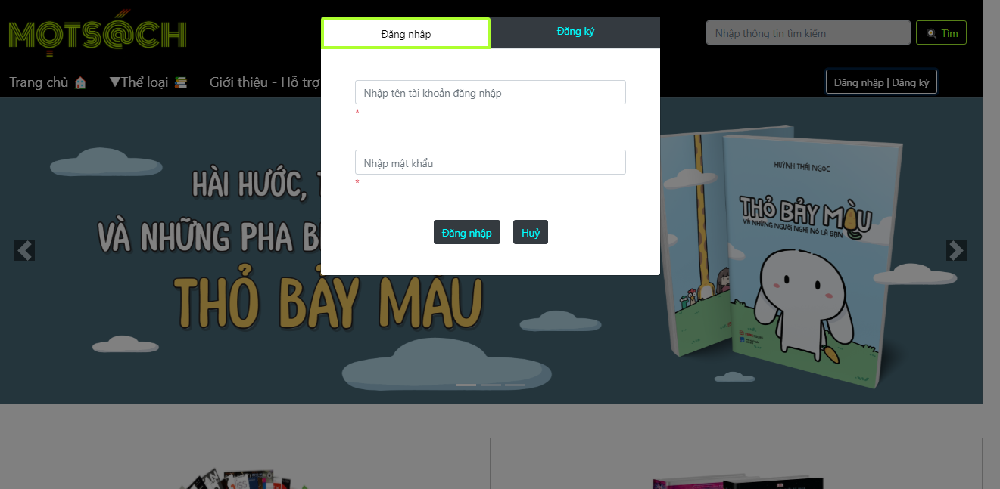 MỌTS@CH
Nhập thông tin tìm kiếm
Tìm
Trang chủ
▼Thể loại
Giới thiệu - Hỗ trợ
Đăng nhập | Đăng ký
Đăng nhập
Đăng ký
Nhập tên tài khoản đăng nhập
*
Nhập mật khẩu
*
Đăng nhập
Huỷ
HÀI HƯỚC,
VÀ NHỮNG PHA
THỎ BẢY MÀU
HUỲNH THÁI NGỌC
THỎ BẢY MÀU
VÀ NHỮNG NGƯỜI NGHĨ NÓ LÀ BẠN